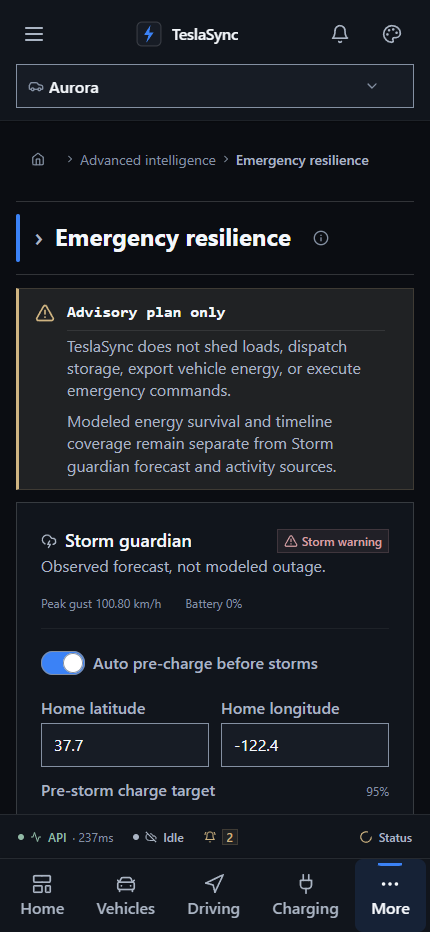 TeslaSync
Aurora
Advanced intelligence
Emergency resilience
Emergency resilience
Advisory plan only
TeslaSync does not shed loads, dispatch
storage, export vehicle energy, or execute
emergency commands.
Modeled energy survival and timeline
coverage remain separate from Storm
guardian forecast and activity sources.
Storm guardian
Storm warning
Observed forecast, not modeled outage.
Peak gust 100.80 km/h
Battery 0%
Auto pre-charge before storms
Home latitude
Home longitude
37.7
-122.4
Pre-storm charge target
95%
API · 237ms
Idle
2
Status
Home
Vehicles
Driving
Charging
More